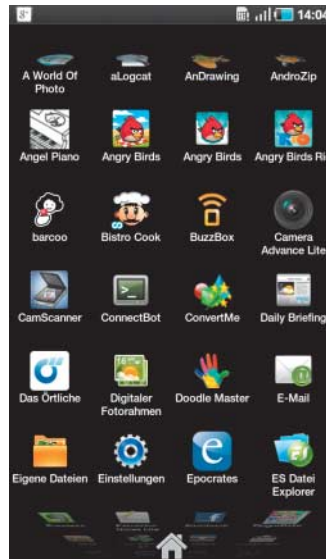 14:04
A World Of Photo
aLogcat
AnDrawing
AndroZip
Angel Piano
Angry Birds
Angry Birds
Angry Birds Ri
barcoo
Bistro Cook
BuzzBox
Camera
Advance Lite
CamScanner
ConnectBot
ConvertMe
Daily Briefing
Das Örtliche
Digitaler
Fotorahmen
Doodle Master
E-Mail
Eigene Dateien
Einstellungen
Epocrates
ES Datei
Explorer